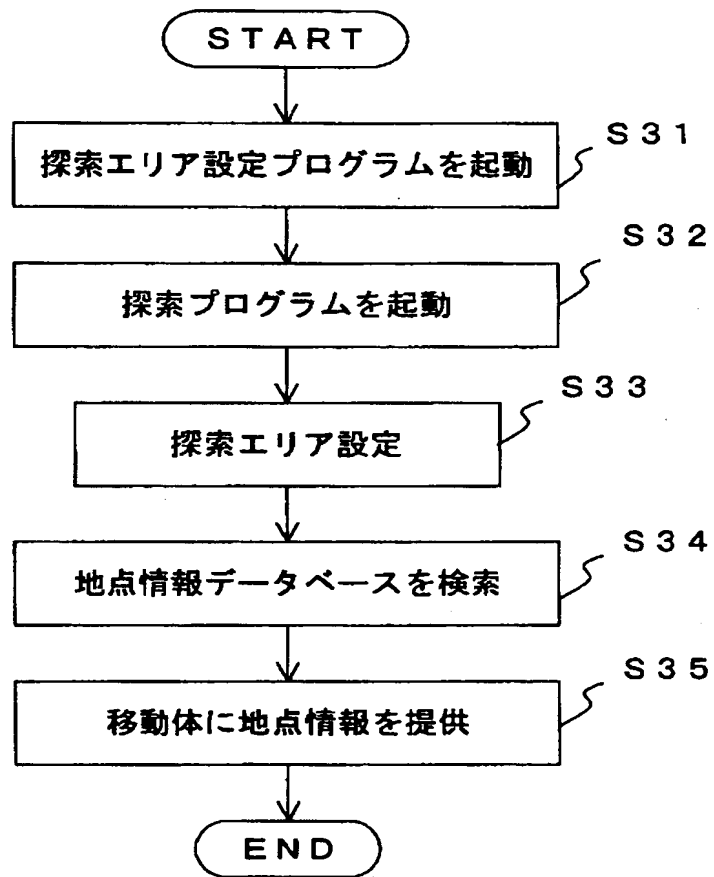 START
探索エリア設定プログラムを起動
S31
探索プログラムを起動
S32
探索エリア設定
S33
地点情報データベースを検索
S34
移動体に地点情報を提供
S35
END